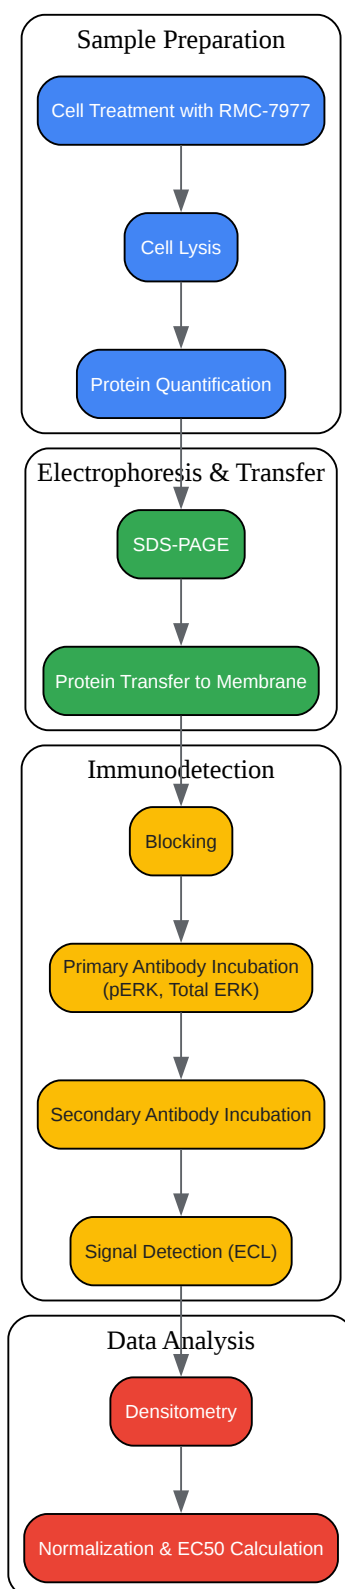 Sample Preparation
Cell Treatment with RMC-7977
Cell Lysis
Protein Quantification
Electrophoresis & Transfer
SDS-PAGE
Protein Transfer to Membrane
Immunodetection
Blocking
Primary Antibody Incubation
(pERK, Total ERK)
Secondary Antibody Incubation
Signal Detection (ECL)
Data Analysis
Densitometry
Normalization & EC50 Calculation